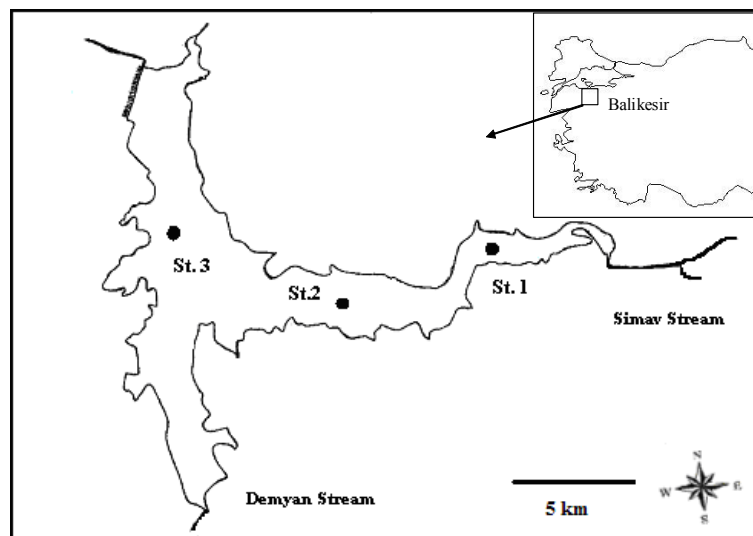 Balikesir
St. 3
St.2
St. 1
Simav Stream
Demyan Stream
5 km
N
W
E
S